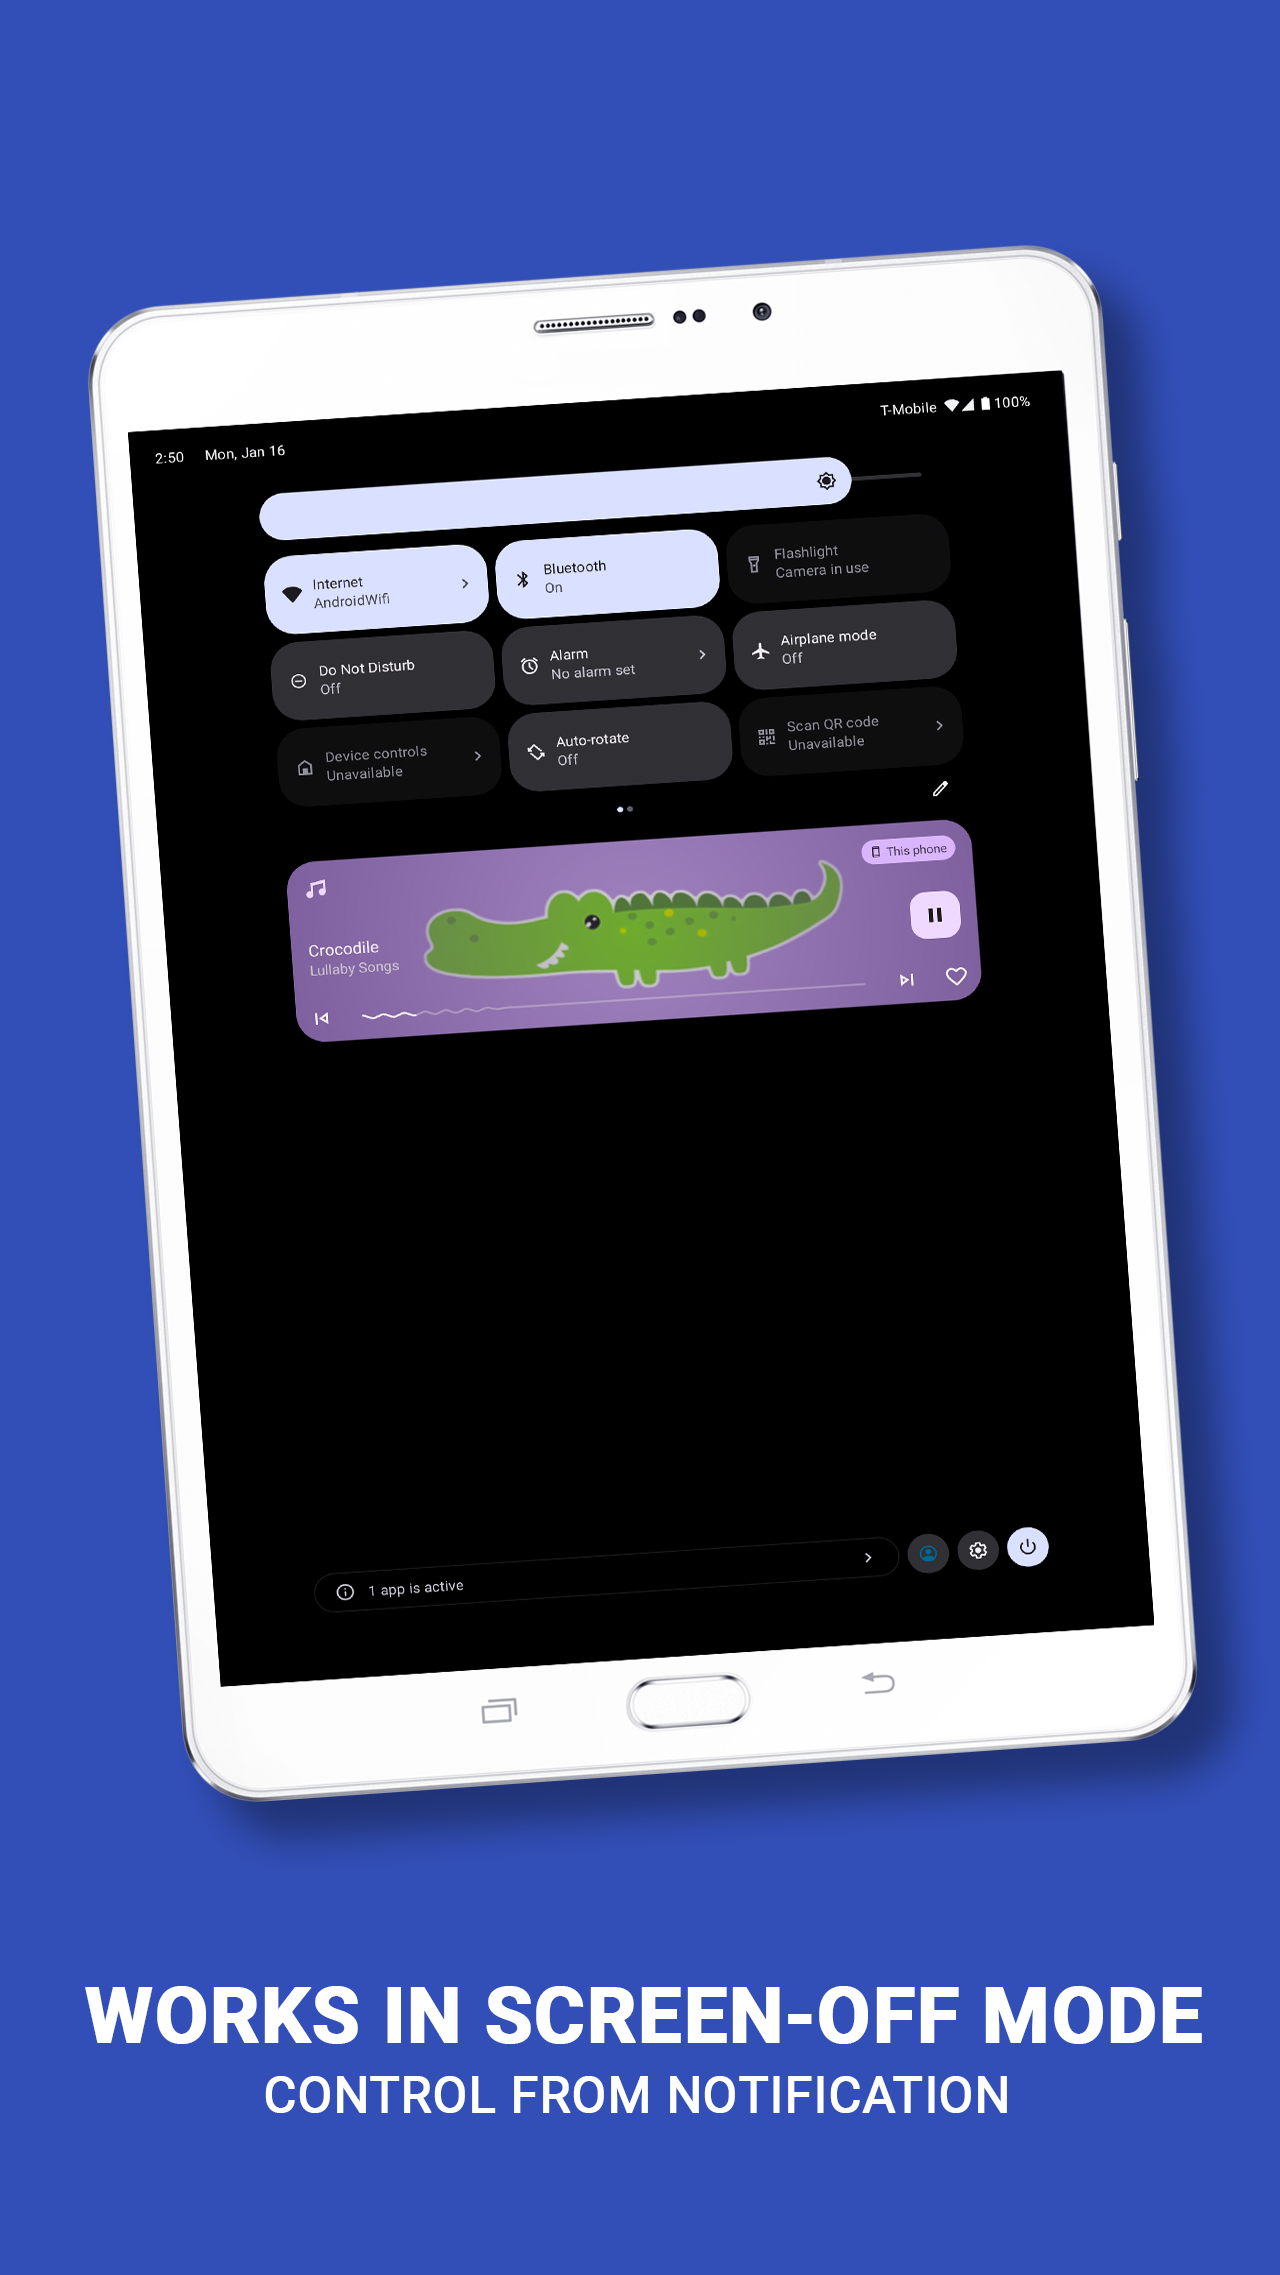 2:50 Mon, Jan 16 T-Mobile 100%
Internet
AndroidWifi
Bluetooth
On
Flashlight
Camera in use
Do Not Disturb
Off
Alarm
No alarm set
Airplane mode
Off
Device controls
Unavailable
Auto-rotate
Off
Scan QR code
Unavailable
This phone
Crocodile
Lullaby Songs
1 app is active
WORKS IN SCREEN-OFF MODE
CONTROL FROM NOTIFICATION